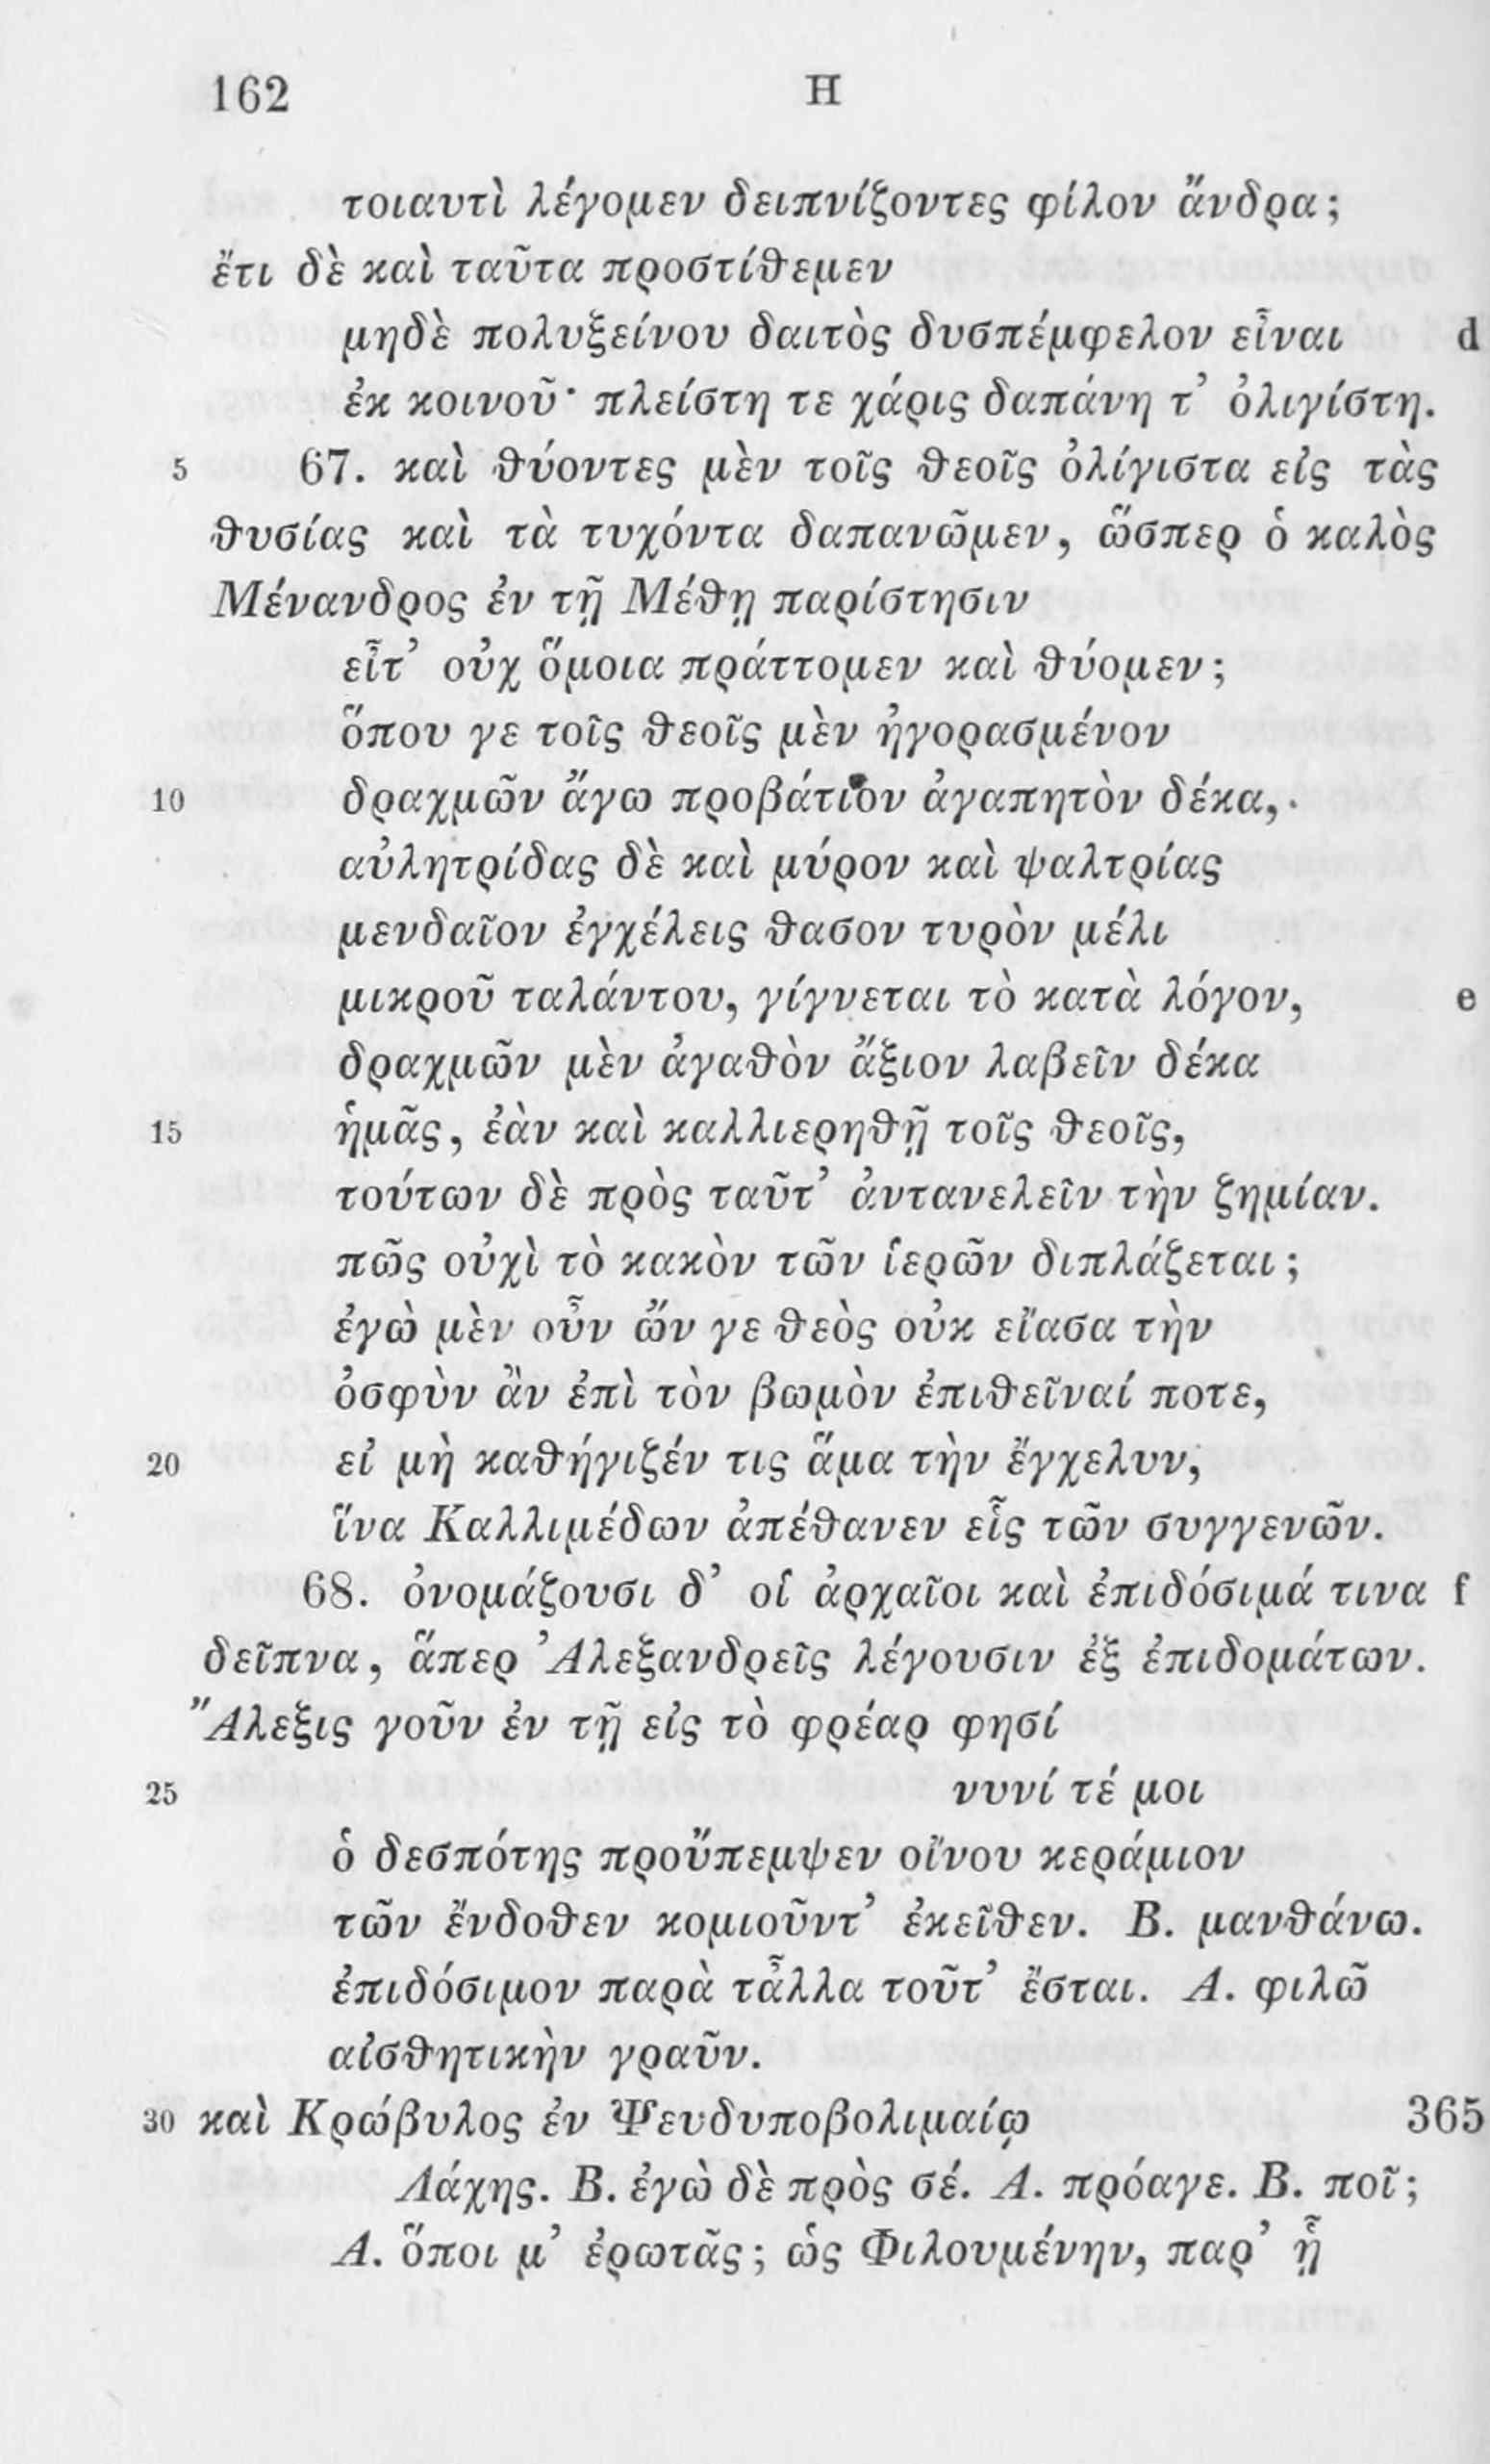 162 H
τοιαυτὶ λέγομεν δειπνίζοντες φίλον ἄνδρα;
ἔτι δὲ καὶ ταῦτα προστίθεμεν
μηδὲ πολυξείνου δαιτὸς δυσπέμφελον εἶναι d
ἐκ κοινοῦ· πλείστη τε χάρις δαπάνη τ’ ὀλιγίστη.
5 67. καὶ θύοντες μὲν τοῖς θεοῖς ὀλίγιστα εἰς τὰς
θυσίας καὶ τὰ τυχόντα δαπανῶμεν, ὥσπερ ὁ καλὸς
Μένανδρος ἐν τῇ Μέθῃ παρίστησιν
εἶτ’ οὐχ ὅμοια πράττομεν καὶ θύομεν;
ὅπου γε τοῖς θεοῖς μὲν ἠγορασμένον
10 δραχμῶν ἄγω προβάτιον ἀγαπητὸν δέκα,
αὐλητρίδας δὲ καὶ μύρον καὶ ψαλτρίας
μενδαῖον ἐγχέλεις θασον τυρὸν μέλι
μικροῦ ταλάντου, γίγνεται τὸ κατὰ λόγον, e
δραχμῶν μὲν ἀγαθὸν ἄξιον λαβεῖν δέκα
15 ἡμᾶς, ἐὰν καὶ καλλιερηθῇ τοῖς θεοῖς,
τούτων δὲ πρὸς ταῦτ’ ἀντανελεῖν τὴν ζημίαν.
πῶς οὐχὶ τὸ κακὸν τῶν ἱερῶν διπλάζεται;
ἐγὼ μὲν οὖν ὤν γε θεὸς οὐκ εἴασα τὴν
ὀσφὺν ἂν ἐπὶ τὸν βωμὸν ἐπιθεῖναί ποτε,
20 εἰ μὴ καθήγιζέν τις ἅμα τὴν ἔγχελυν,
ἵνα Καλλιμέδων ἀπέθανεν εἷς τῶν συγγενῶν.
68. ὀνομάζουσι δ’ οἱ ἀρχαῖοι καὶ ἐπιδόσιμά τινα f
δεῖπνα, ἅπερ Ἀλεξανδρεῖς λέγουσιν ἐξ ἐπιδομάτων.
Ἄλεξις γοῦν ἐν τῇ εἰς τὸ φρέαρ φησί
25 νυνί τέ μοι
ὁ δεσπότης προὔπεμψεν οἴνου κεράμιον
τῶν ἔνδοθεν κομιοῦντ’ ἐκεῖθεν. Β. μανθάνω.
ἐπιδόσιμον παρὰ τἆλλα τοῦτ’ ἔσται. Α. φιλῶ
αἰσθητικὴν γραῦν.
30 καὶ Κρώβυλος ἐν Ψευδυποβολιμαίῳ 365
Λάχης. Β. ἐγὼ δὲ πρὸς σέ. Α. πρόαγε. Β. ποῖ;
Α. ὅποι μ’ ἐρωτᾷς; ὡς Φιλουμένην, παρ’ ᾗ